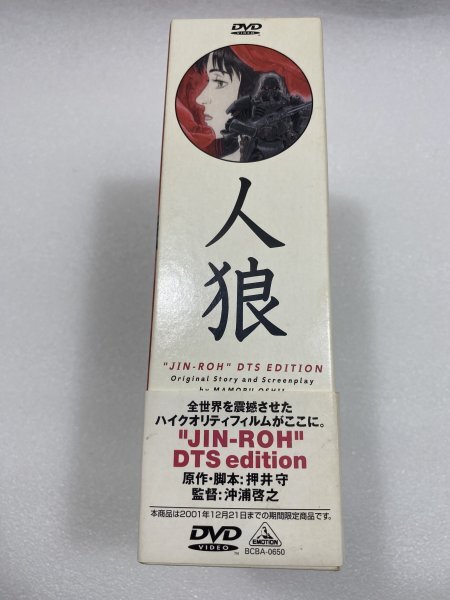 DVD
VIDEO
人
狼
"JIN-ROH" DTS EDITION
Original Story and Screenplay
by MAMORU OSHII
全世界を震撼させた
ハイクオリティフィルムがここに。
"JIN-ROH"
DTS edition
原作・脚本:押井守
監督:沖浦啓之
本商品は2001年12月21日までの期間限定商品です。
DVD
VIDEO
EMOTION
BCBA-0650